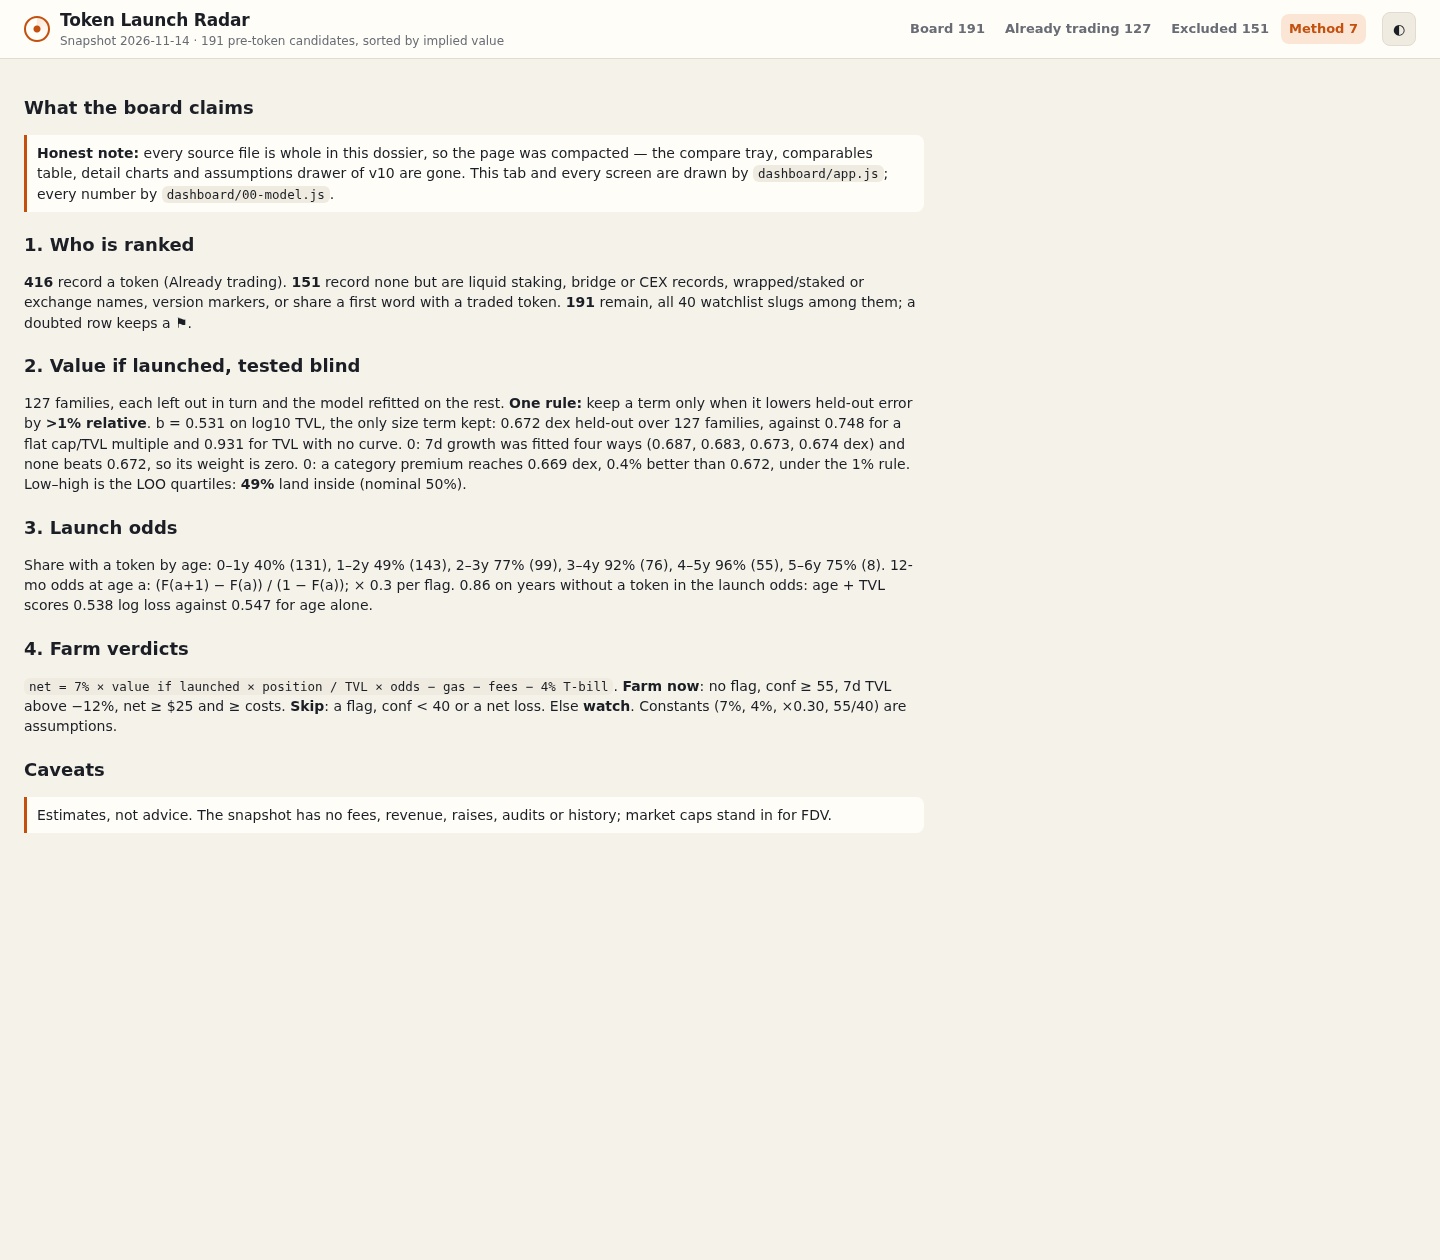 Token Launch Radar
Snapshot 2026-11-14 · 191 pre-token candidates, sorted by implied value
Board 191 Already trading 127 Excluded 151 Method 7 ◐
What the board claims
Honest note: every source file is whole in this dossier, so the page was compacted — the compare tray, comparables
table, detail charts and assumptions drawer of v10 are gone. This tab and every screen are drawn by dashboard/app.js;
every number by dashboard/00-model.js.
1. Who is ranked
416 record a token (Already trading). 151 record none but are liquid staking, bridge or CEX records, wrapped/staked or
exchange names, version markers, or share a first word with a traded token. 191 remain, all 40 watchlist slugs among them; a
doubted row keeps a ⚑.
2. Value if launched, tested blind
127 families, each left out in turn and the model refitted on the rest. One rule: keep a term only when it lowers held-out error
by >1% relative. b = 0.531 on log10 TVL, the only size term kept: 0.672 dex held-out over 127 families, against 0.748 for a
flat cap/TVL multiple and 0.931 for TVL with no curve. 0: 7d growth was fitted four ways (0.687, 0.683, 0.673, 0.674 dex) and
none beats 0.672, so its weight is zero. 0: a category premium reaches 0.669 dex, 0.4% better than 0.672, under the 1% rule.
Low–high is the LOO quartiles: 49% land inside (nominal 50%).
3. Launch odds
Share with a token by age: 0–1y 40% (131), 1–2y 49% (143), 2–3y 77% (99), 3–4y 92% (76), 4–5y 96% (55), 5–6y 75% (8). 12-
mo odds at age a: (F(a+1) − F(a)) / (1 − F(a)); × 0.3 per flag. 0.86 on years without a token in the launch odds: age + TVL
scores 0.538 log loss against 0.547 for age alone.
4. Farm verdicts
net = 7% × value if launched × position / TVL × odds − gas − fees − 4% T-bill. Farm now: no flag, conf ≥ 55, 7d TVL
above −12%, net ≥ $25 and ≥ costs. Skip: a flag, conf < 40 or a net loss. Else watch. Constants (7%, 4%, ×0.30, 55/40) are
assumptions.
Caveats
Estimates, not advice. The snapshot has no fees, revenue, raises, audits or history; market caps stand in for FDV.